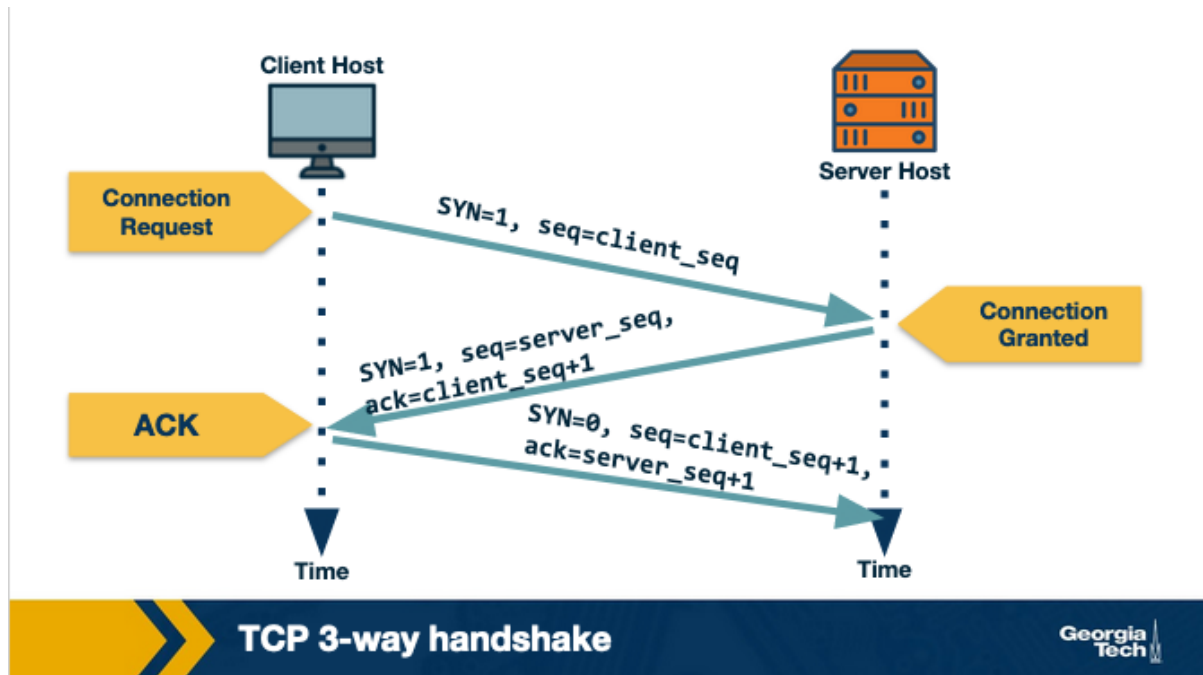 Client Host
Server Host
Connection
Request
SYN=1, seq=client_seq
Connection
Granted
SYN=1, seq=server_seq,
ack=client_seq+1
ACK
SYN=0, seq=client_seq+1,
ack=server_seq+1
Time
Time
TCP 3-way handshake
Georgia
Tech